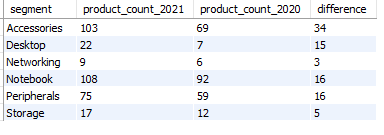 segment product_count_2021 product_count_2020 difference
Accessories 103 69 34
Desktop 22 7 15
Networking 9 6 3
Notebook 108 92 16
Peripherals 75 59 16
Storage 17 12 5